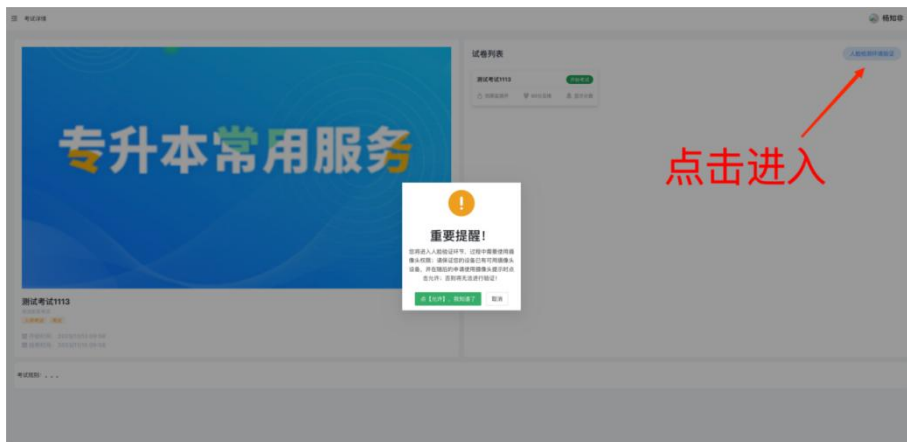 考试详情
杨知幸
专升本常用服务
试卷列表
人脸检测申请验证
测试考试1113
开始考试
点击进入
重要提醒!
您将进入人脸验证环节,过程中需要使用摄
像头权限;请保证您的设备已有可用摄像头
设备,并在随后的申请使用摄像头提示时点
击允许,否则将无法进行验证!
点【允许】,我知道了
取消
测试考试1113
考试规则:。。。